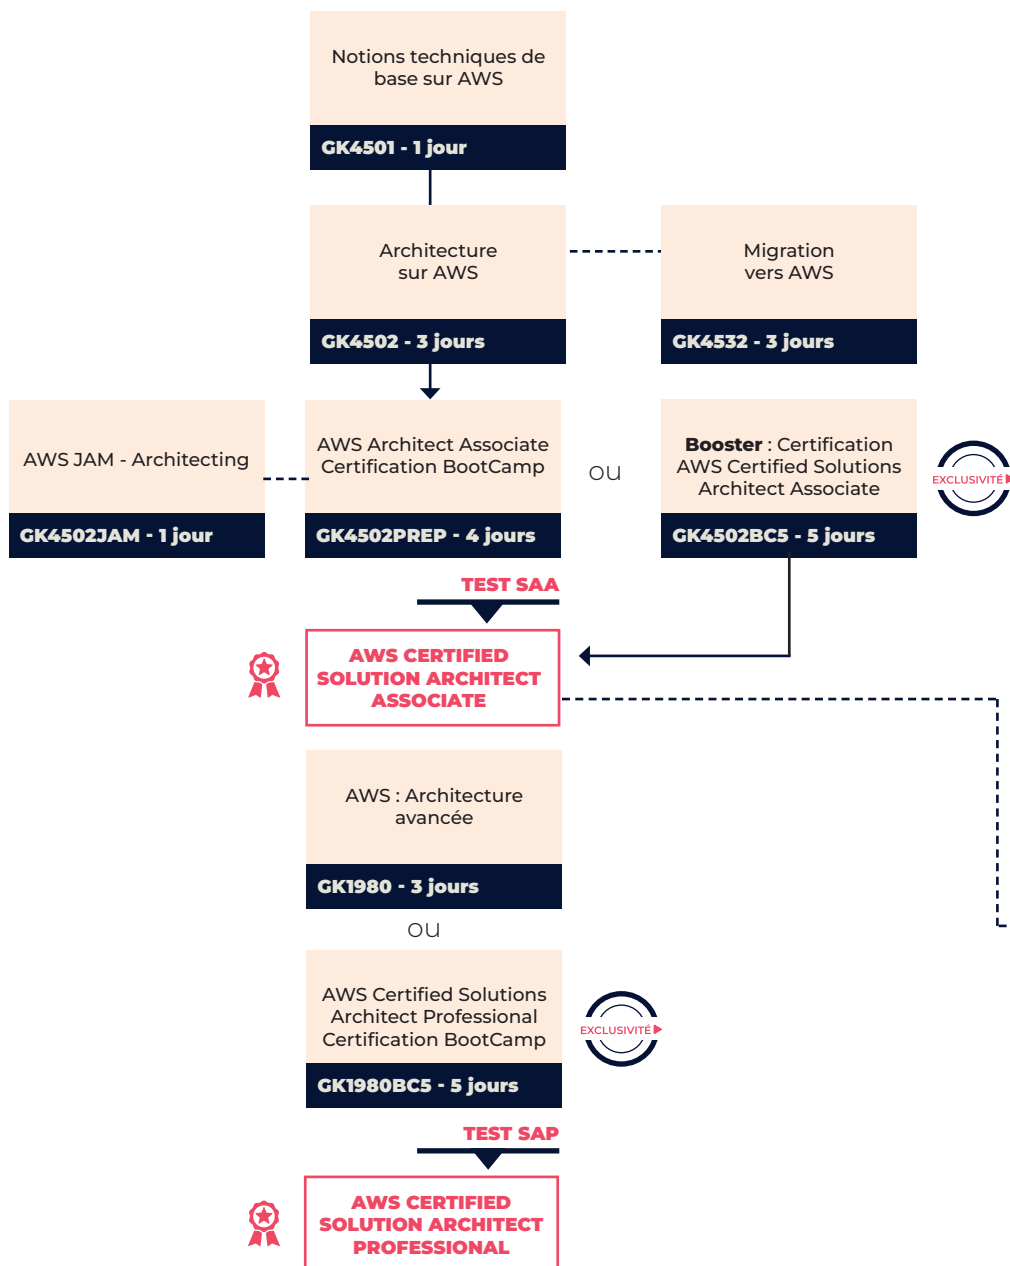 Notions techniques de
base sur AWS
GK4501 - 1 jour
Architecture
sur AWS
GK4502 - 3 jours
Migration
vers AWS
GK4532 - 3 jours
AWS JAM - Architecting
GK4502JAM - 1 jour
AWS Architect Associate
Certification BootCamp
GK4502PREP - 4 jours
ou
Booster : Certification
AWS Certified Solutions
Architect Associate
GK4502BC5 - 5 jours
EXCLUSIVITÉ
TEST SAA
AWS CERTIFIED
SOLUTION ARCHITECT
ASSOCIATE
AWS : Architecture
avancée
GK1980 - 3 jours
ou
AWS Certified Solutions
Architect Professional
Certification BootCamp
GK1980BC5 - 5 jours
EXCLUSIVITÉ
TEST SAP
AWS CERTIFIED
SOLUTION ARCHITECT
PROFESSIONAL